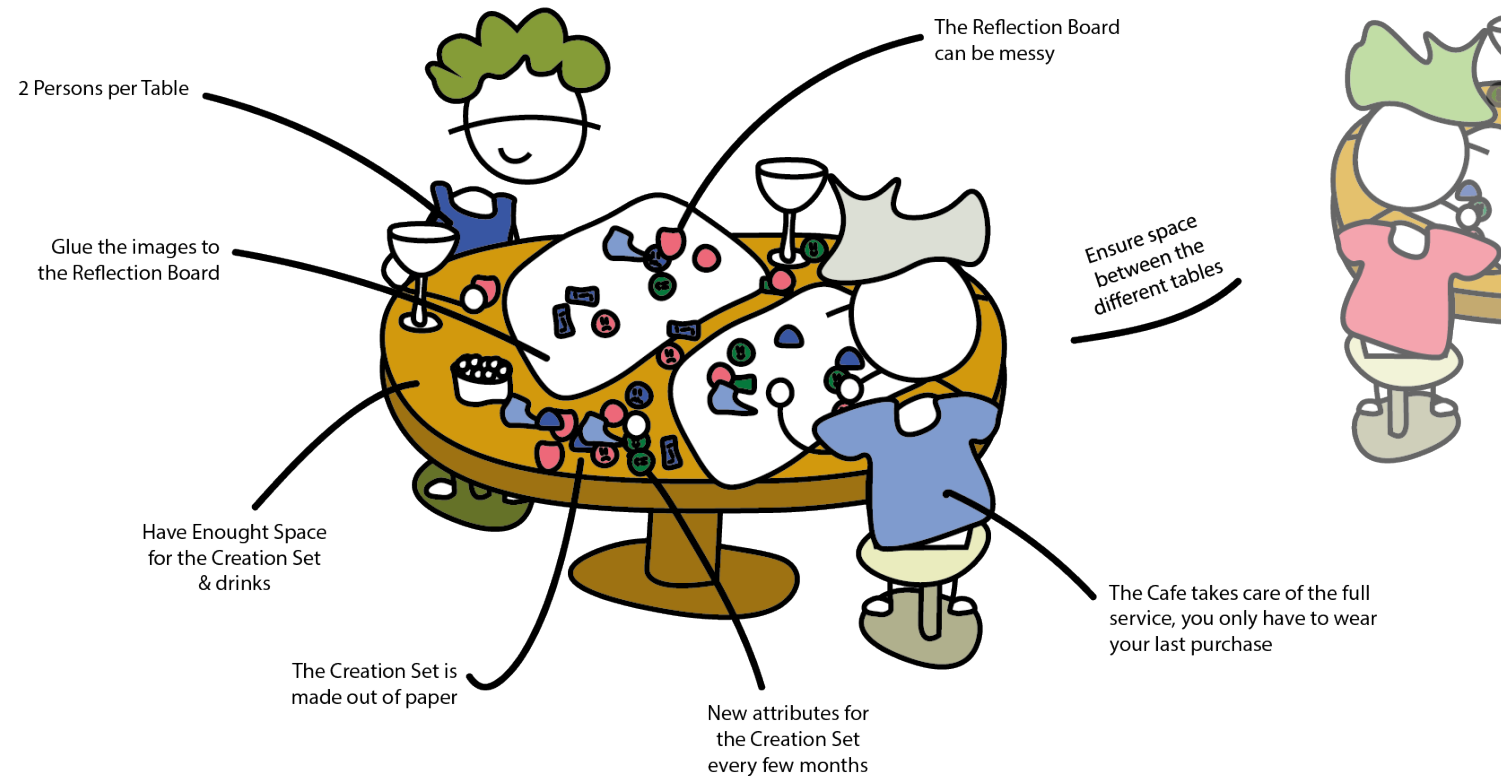 The Reflection Board
can be messy
2 Persons per Table
Glue the images to
the Reflection Board
Ensure space
between the
different tables
Have Enought Space
for the Creation Set
& drinks
The Cafe takes care of the full
service, you only have to wear
your last purchase
The Creation Set is
made out of paper
New attributes for
the Creation Set
every few months